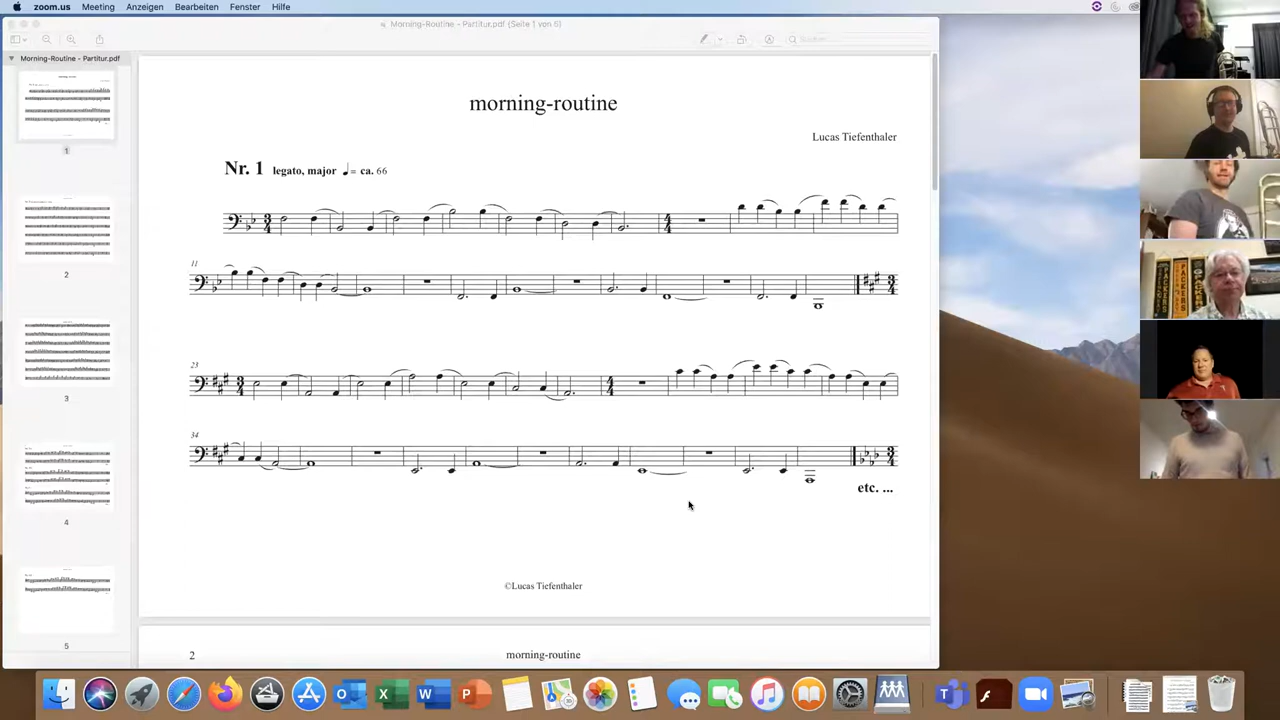 zoom.us Meeting Anzeigen Bearbeiten Fenster Hilfe
Morning-Routine - Partitur.pdf (Seite 1 von 6)
Morning-Routine - Partitur.pdf
1
2
3
4
5
morning-routine
Lucas Tiefenthaler
Nr. 1 legato, major ♩= ca. 66
11
23
34
etc. ...
©Lucas Tiefenthaler
2 morning-routine
PACKERS
PACKERS